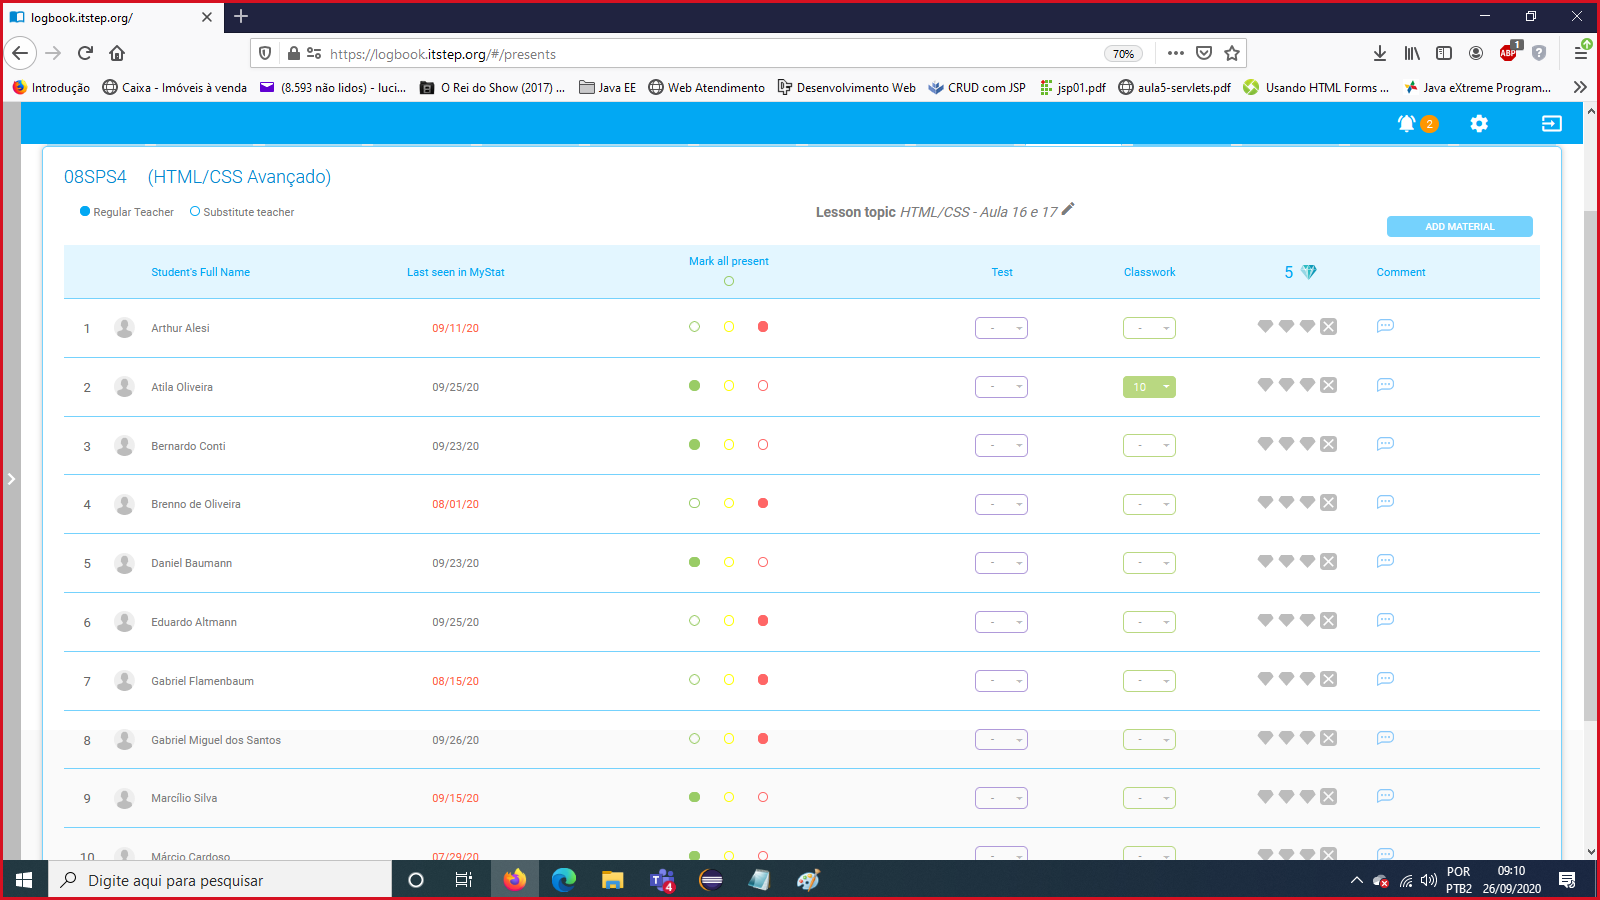 logbook.itstep.org/
https://logbook.itstep.org/#/presents
70%
1
Introdução
Caixa - Imóveis à venda
(8.593 não lidos) - luci...
O Rei do Show (2017) ...
Java EE
Web Atendimento
Desenvolvimento Web
CRUD com JSP
jsp01.pdf
aula5-servlets.pdf
Usando HTML Forms ...
Java eXtreme Program...
2
08SPS4 (HTML/CSS Avançado)
Regular Teacher
Substitute teacher
Lesson topic HTML/CSS - Aula 16 e 17
ADD MATERIAL
Student's Full Name
Last seen in MyStat
Mark all present
Test
Classwork
5
Comment
1 Arthur Alesi 09/11/20 - -
2 Atila Oliveira 09/25/20 - 10
3 Bernardo Conti 09/23/20 - -
4 Brenno de Oliveira 08/01/20 - -
5 Daniel Baumann 09/23/20 - -
6 Eduardo Altmann 09/25/20 - -
7 Gabriel Flamenbaum 08/15/20 - -
8 Gabriel Miguel dos Santos 09/26/20 - -
9 Marcílio Silva 09/15/20 - -
10 Márcio Cardoso 07/29/20 - -
Digite aqui para pesquisar
4
POR
PTB2
09:10
26/09/2020